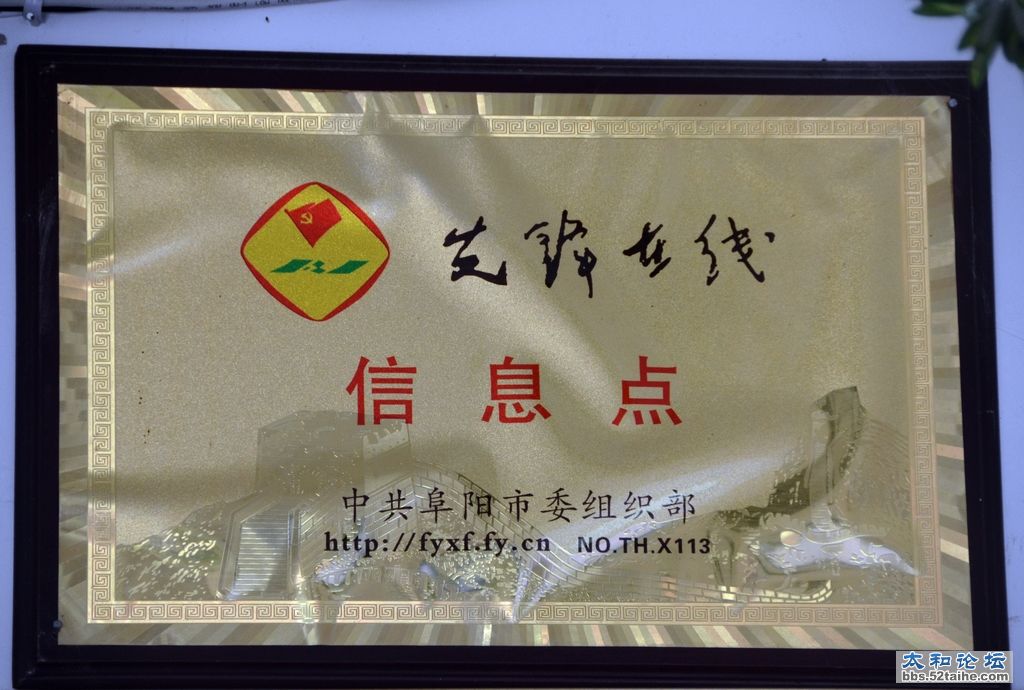 先锋在线
信息点
中共阜阳市委组织部
http://fyxf.fy.cn NO.TH.X113
太和论坛
bbs.52taihe.com